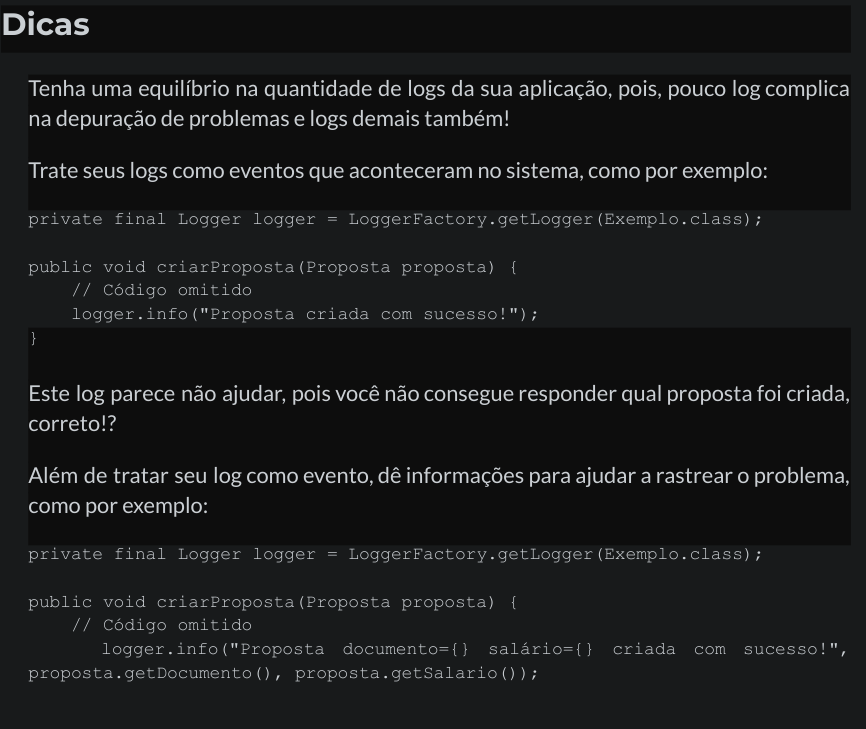 Dicas
Tenha uma equilíbrio na quantidade de logs da sua aplicação, pois, pouco log complica
na depuração de problemas e logs demais também!
Trate seus logs como eventos que aconteceram no sistema, como por exemplo:
private final Logger logger = LoggerFactory.getLogger(Exemplo.class);
public void criarProposta(Proposta proposta) {
// Código omitido
logger.info("Proposta criada com sucesso!");
}
Este log parece não ajudar, pois você não consegue responder qual proposta foi criada,
correto!?
Além de tratar seu log como evento, dê informações para ajudar a rastrear o problema,
como por exemplo:
private final Logger logger = LoggerFactory.getLogger(Exemplo.class);
public void criarProposta(Proposta proposta) {
// Código omitido
logger.info("Proposta documento={} salário={} criada com sucesso!",
proposta.getDocumento(), proposta.getSalario());